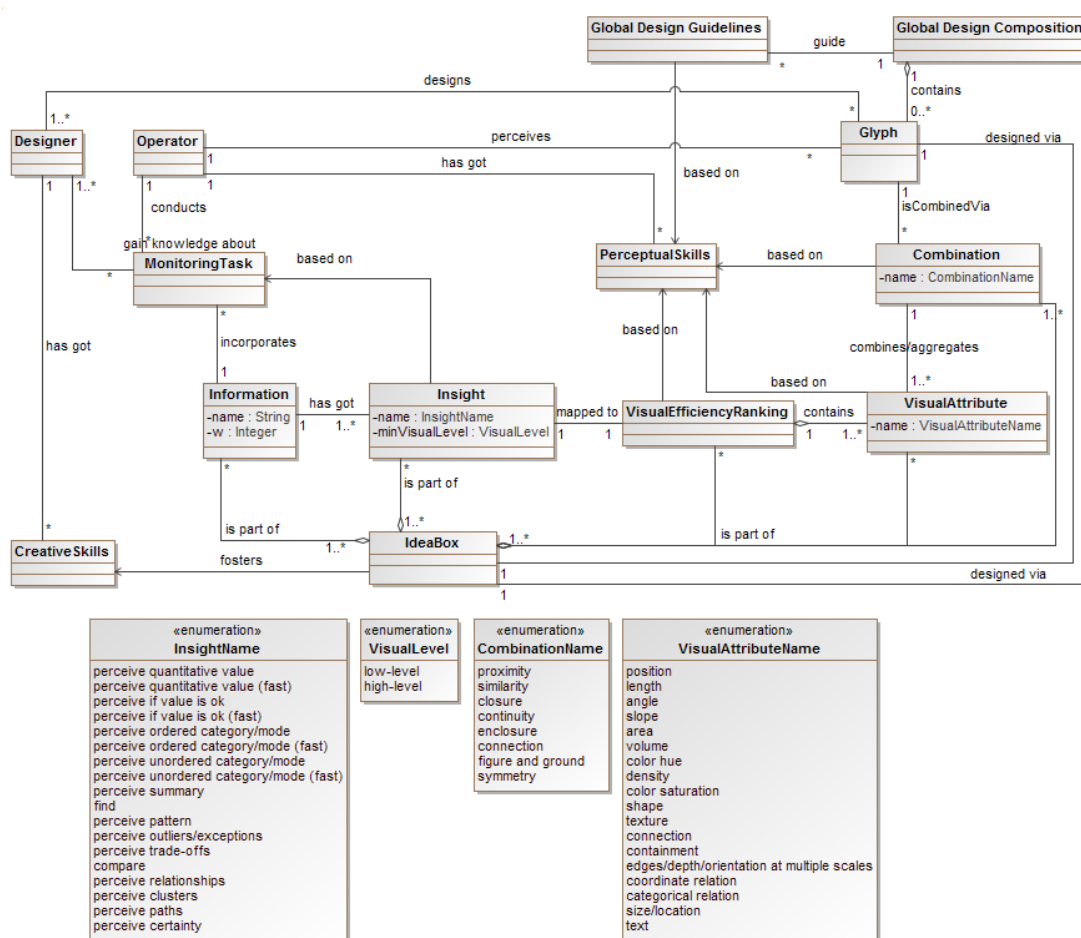 Global Design Guidelines
Global Design Composition
guide
*
1
1
contains
0..*
designs
1..*
*
Designer
Operator
Glyph
perceives
designed via
1
*
1
has got
1
based on
1
1..*
1
1
isCombinedVia
conducts
*
*
*
gain knowledge about
*
MonitoringTask
based on
PerceptualSkills
based on
Combination
-name : CombinationName
*
1
1..*
based on
has got
incorporates
combines/aggregates
1
based on
1..*
Information
-name : String
-w : Integer
has got
1
1..*
Insight
-name : InsightName
-minVisualLevel : VisualLevel
mapped to
1
1
VisualEfficiencyRanking
contains
1
1..*
VisualAttribute
-name : VisualAttributeName
*
*
*
*
is part of
1..*
*
is part of
1..*
IdeaBox
1..*
is part of
CreativeSkills
fosters
1
designed via
1
«enumeration»
InsightName
perceive quantitative value
perceive quantitative value (fast)
perceive if value is ok
perceive if value is ok (fast)
perceive ordered category/mode
perceive ordered category/mode (fast)
perceive unordered category/mode
perceive unordered category/mode (fast)
perceive summary
find
perceive pattern
perceive outliers/exceptions
perceive trade-offs
compare
perceive relationships
perceive clusters
perceive paths
perceive certainty
«enumeration»
VisualLevel
low-level
high-level
«enumeration»
CombinationName
proximity
similarity
closure
continuity
enclosure
connection
figure and ground
symmetry
«enumeration»
VisualAttributeName
position
length
angle
slope
area
volume
color hue
density
color saturation
shape
texture
connection
containment
edges/depth/orientation at multiple scales
coordinate relation
categorical relation
size/location
text